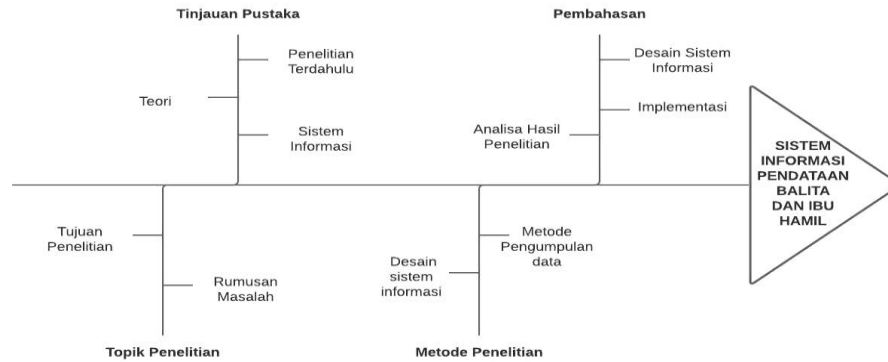 Tinjauan Pustaka
Pembahasan
Penelitian
Terdahulu
Teori
Sistem
Informasi
Desain Sistem
Informasi
Implementasi
Analisa Hasil
Penelitian
SISTEM
INFORMASI
PENDATAAN
BALITA
DAN IBU
HAMIL
Tujuan
Penelitian
Rumusan
Masalah
Metode
Pengumpulan
data
Desain
sistem
informasi
Topik Penelitian
Metode Penelitian